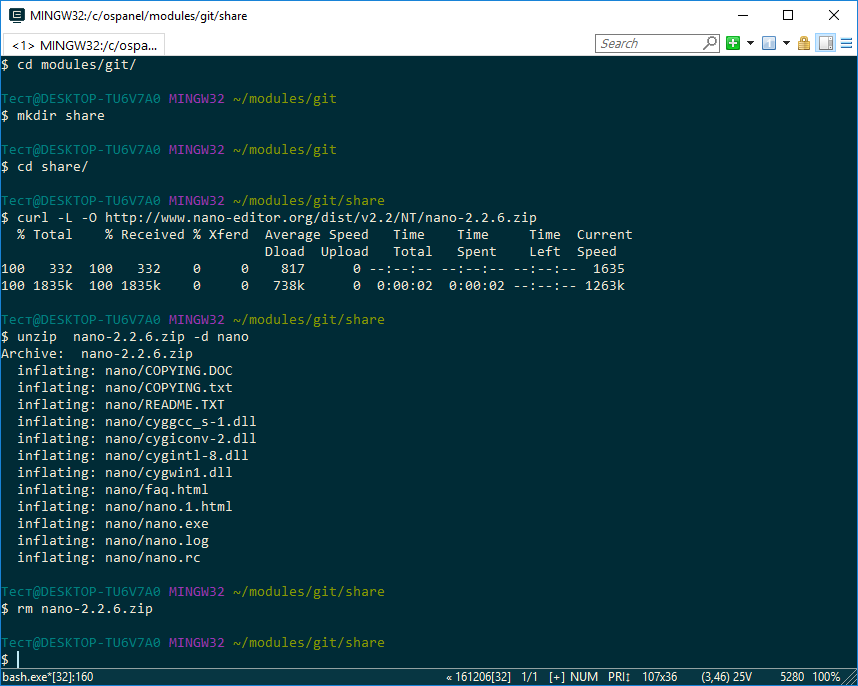 MINGW32:/c/ospanel/modules/git/share
<1> MINGW32:/c/ospa...
Search
$ cd modules/git/
Тест@DESKTOP-TU6V7A0 MINGW32 ~/modules/git
$ mkdir share
Тест@DESKTOP-TU6V7A0 MINGW32 ~/modules/git
$ cd share/
Тест@DESKTOP-TU6V7A0 MINGW32 ~/modules/git/share
$ curl -L -O http://www.nano-editor.org/dist/v2.2/NT/nano-2.2.6.zip
% Total % Received % Xferd Average Speed Time Time Time Current
Dload Upload Total Spent Left Speed
100 332 100 332 0 0 817 0 --:--:-- --:--:-- --:--:-- 1635
100 1835k 100 1835k 0 0 738k 0 0:00:02 0:00:02 --:--:-- 1263k
Тест@DESKTOP-TU6V7A0 MINGW32 ~/modules/git/share
$ unzip  nano-2.2.6.zip -d nano
Archive:  nano-2.2.6.zip
inflating: nano/COPYING.DOC
inflating: nano/COPYING.txt
inflating: nano/README.TXT
inflating: nano/cyggcc_s-1.dll
inflating: nano/cygiconv-2.dll
inflating: nano/cygintl-8.dll
inflating: nano/cygwin1.dll
inflating: nano/faq.html
inflating: nano/nano.1.html
inflating: nano/nano.exe
inflating: nano/nano.log
inflating: nano/nano.rc
Тест@DESKTOP-TU6V7A0 MINGW32 ~/modules/git/share
$ rm nano-2.2.6.zip
Тест@DESKTOP-TU6V7A0 MINGW32 ~/modules/git/share
$
bash.exe*[32]:160 « 161206[32] 1/1 [+] NUM PRI↕ 107x36 (3,46) 25V 5280 100%